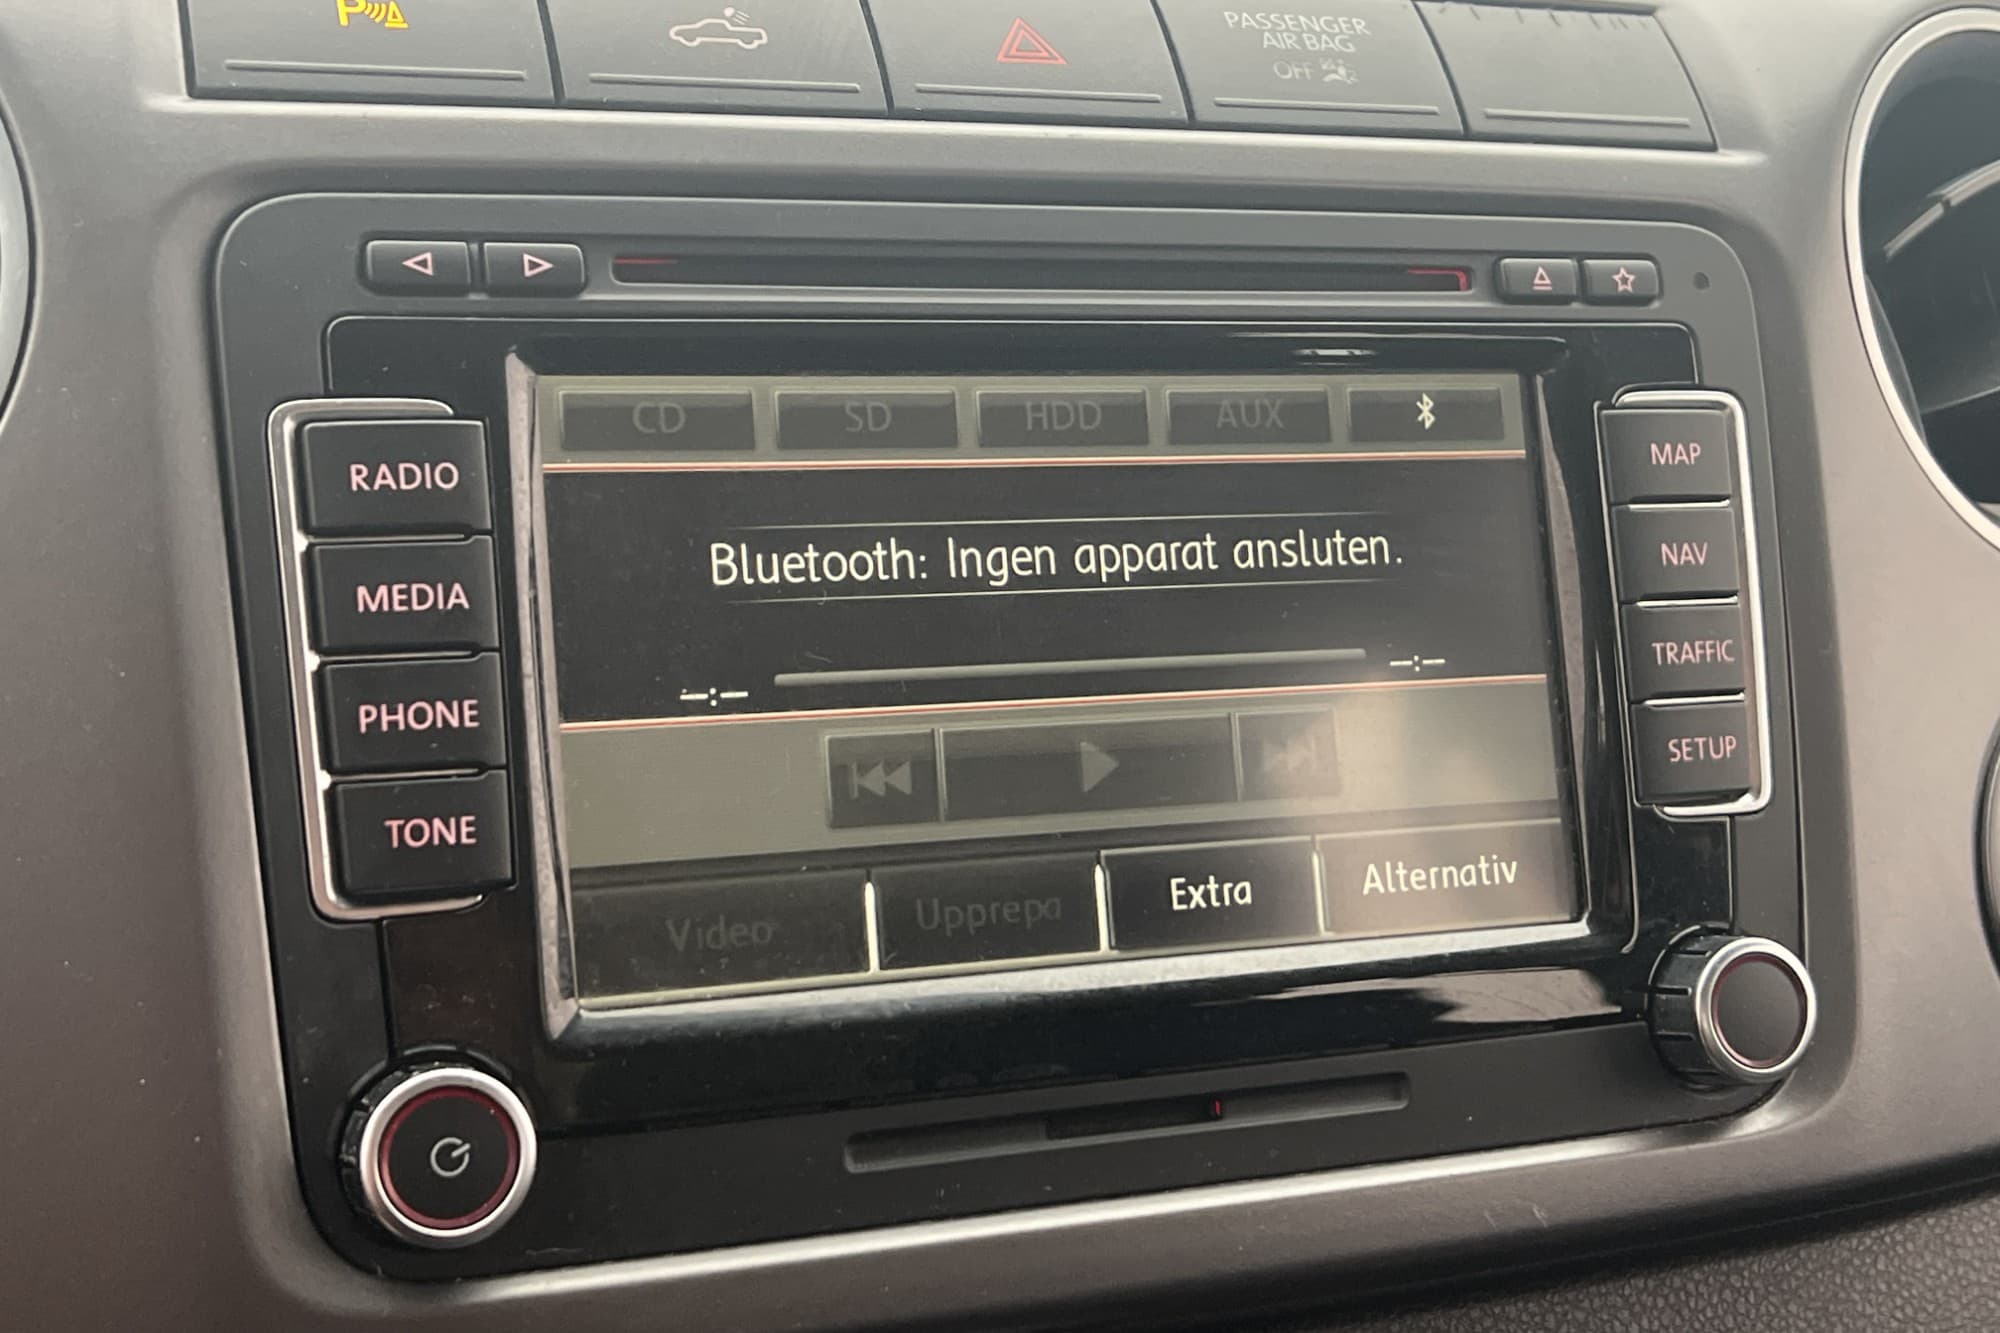 P
PASSENGER
AIR BAG
OFF
CD SD HDD AUX
RADIO
MEDIA
PHONE
TONE
Bluetooth: Ingen apparat ansluten.
--:-- --:--
Video Upprepa Extra Alternativ
MAP
NAV
TRAFFIC
SETUP